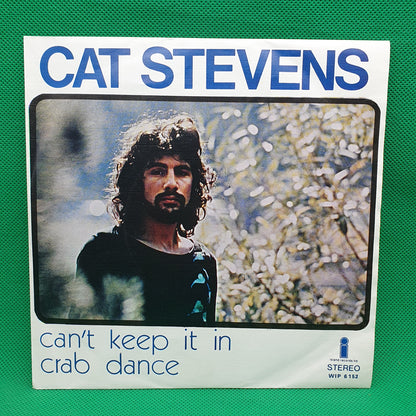 CAT STEVENS
can't keep it in
crab dance
i
STEREO
WIP 6152